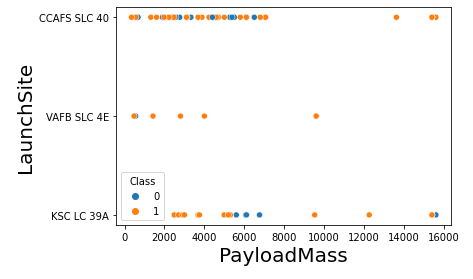 LaunchSite
CCAFS SLC 40
VAFB SLC 4E
KSC LC 39A
Class
0
1
0 2000 4000 6000 8000 10000 12000 14000 16000
PayloadMass